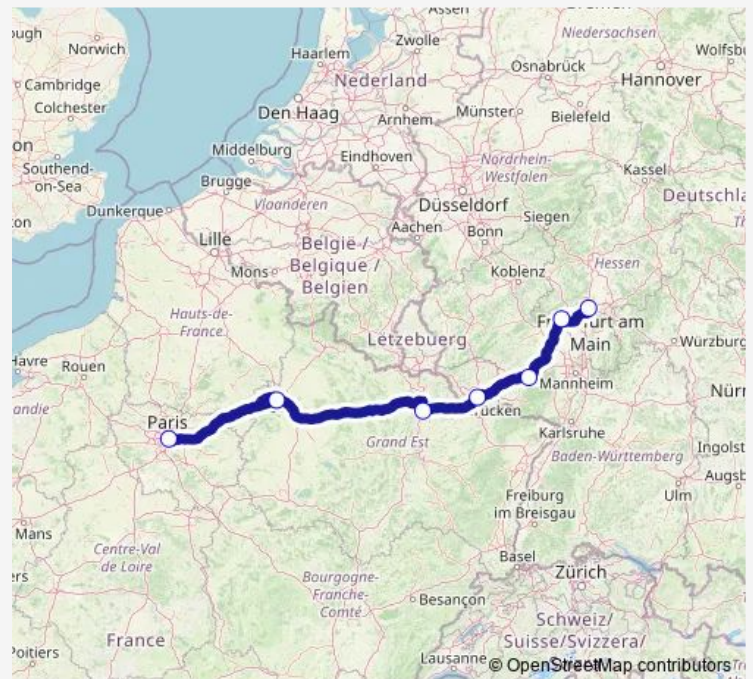 Assen
Niedersachsen
Norwich
Zwolle
Haarlem
Wolfsb
Osnabrück
Nederland
Hannover
Cambridge
Colchester
Den Haag
Münster
Arnhem
Bielefeld
on
Middelburg
Eindhoven
Southend-
on-Sea
Nordrhein-
Westfalen
Kassel
Brugge
Deutschla
Dunkerque
Vlaanderen
Düsseldorf
Siegen
Lille
België /
Belgique /
Belgien
Aachen
Bonn
Mons
Koblenz
Hessen
Hauts-de-
France
Letzebuerg
Main
Würzburg
Havre
Rouen
Mannheim
Paris
Nürr
andie
rücken
Grand Est
Karlsruhe
Baden-Württemberg
Ingolst
Augsb
Ulm
Mans
Freiburg
im Breisgau
Centre-Val
de Loire
Basel
Zürich
Bourgogne-
Franche-
Comté
Besançon
France
Schweiz/
Suisse/Svizzera/
Poitiers
Lausanne
© OpenStreetMap contributors